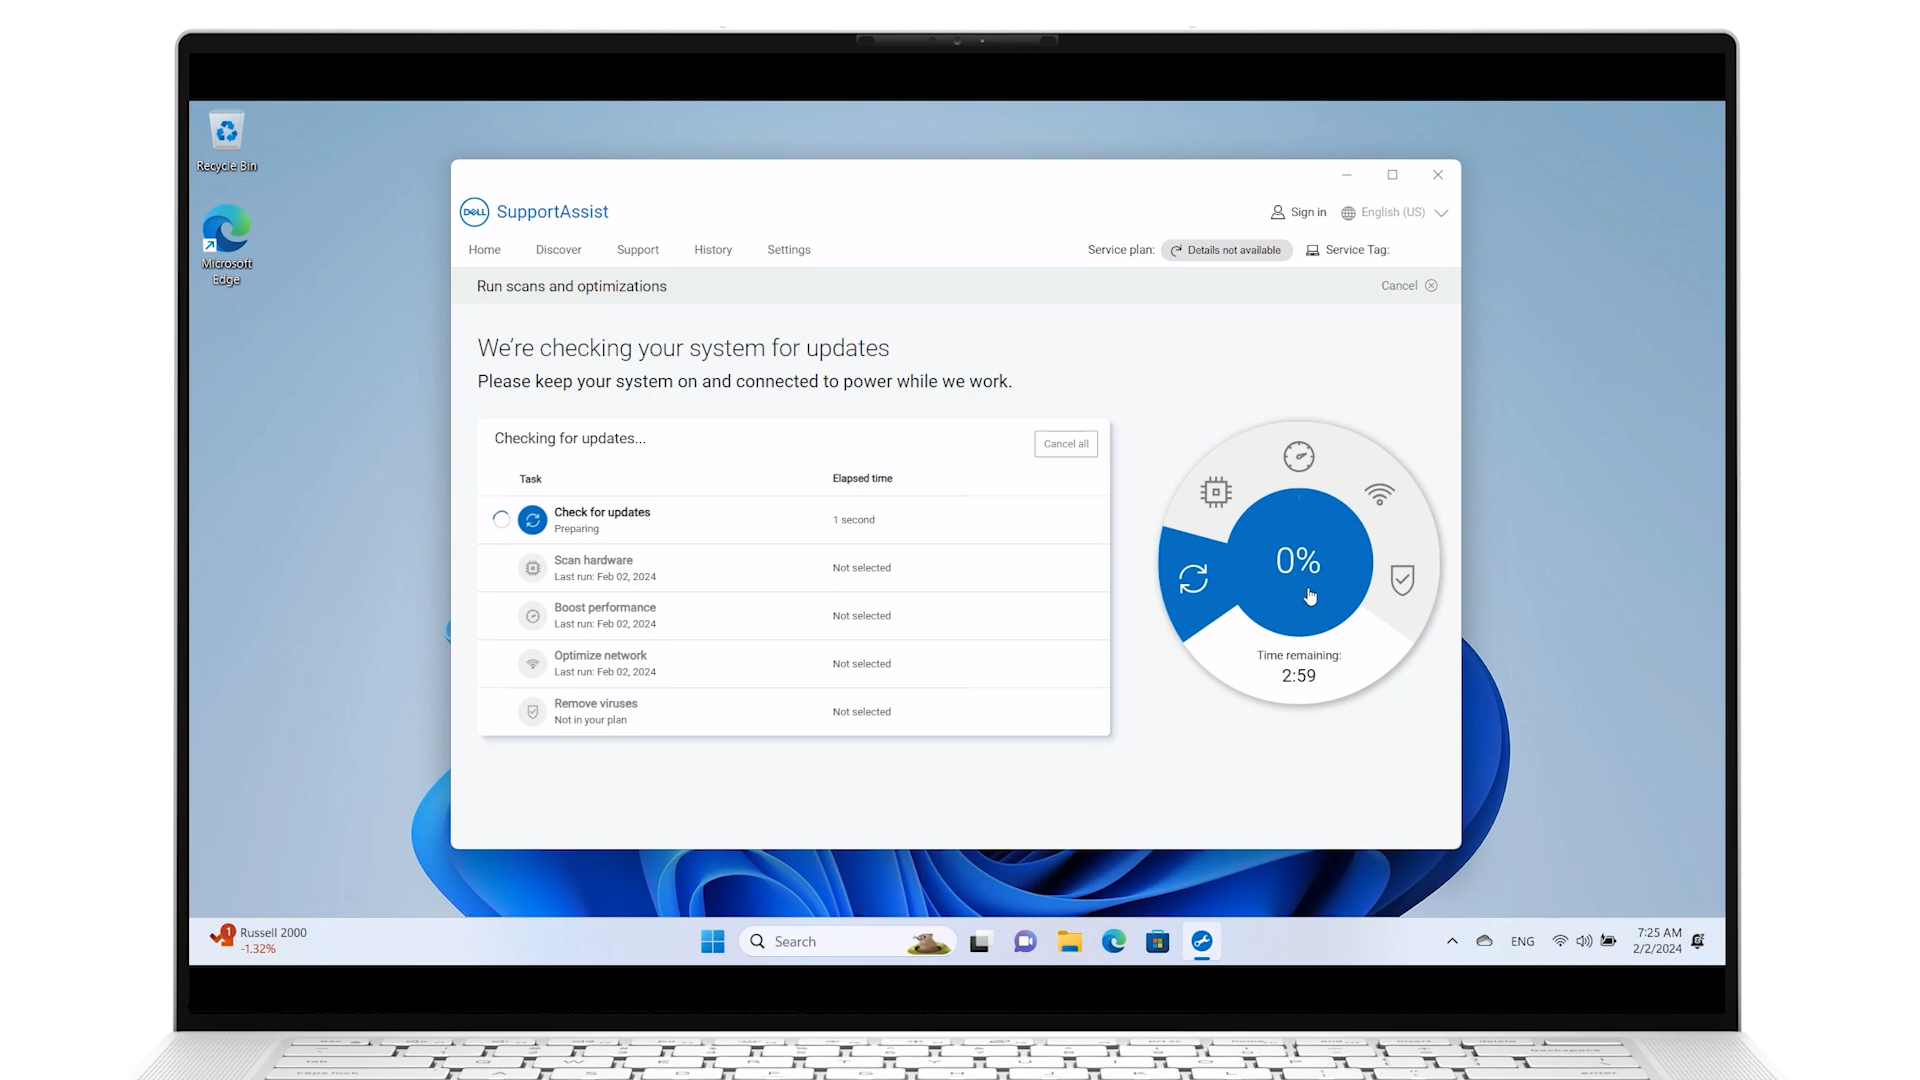 Recycle Bin
Microsoft
Edge
DELL
SupportAssist
Sign in
English (US)
Home
Discover
Support
History
Settings
Service plan:
Details not available
Service Tag:
Run scans and optimizations
Cancel
We're checking your system for updates
Please keep your system on and connected to power while we work.
Checking for updates...
Cancel all
Task
Elapsed time
Check for updates
Preparing
1 second
Scan hardware
Last run: Feb 02, 2024
Not selected
Boost performance
Last run: Feb 02, 2024
Not selected
Optimize network
Last run: Feb 02, 2024
Not selected
Remove viruses
Not in your plan
Not selected
0%
Time remaining:
2:59
1
Russell 2000
-1.32%
Search
ENG
7:25 AM
2/2/2024